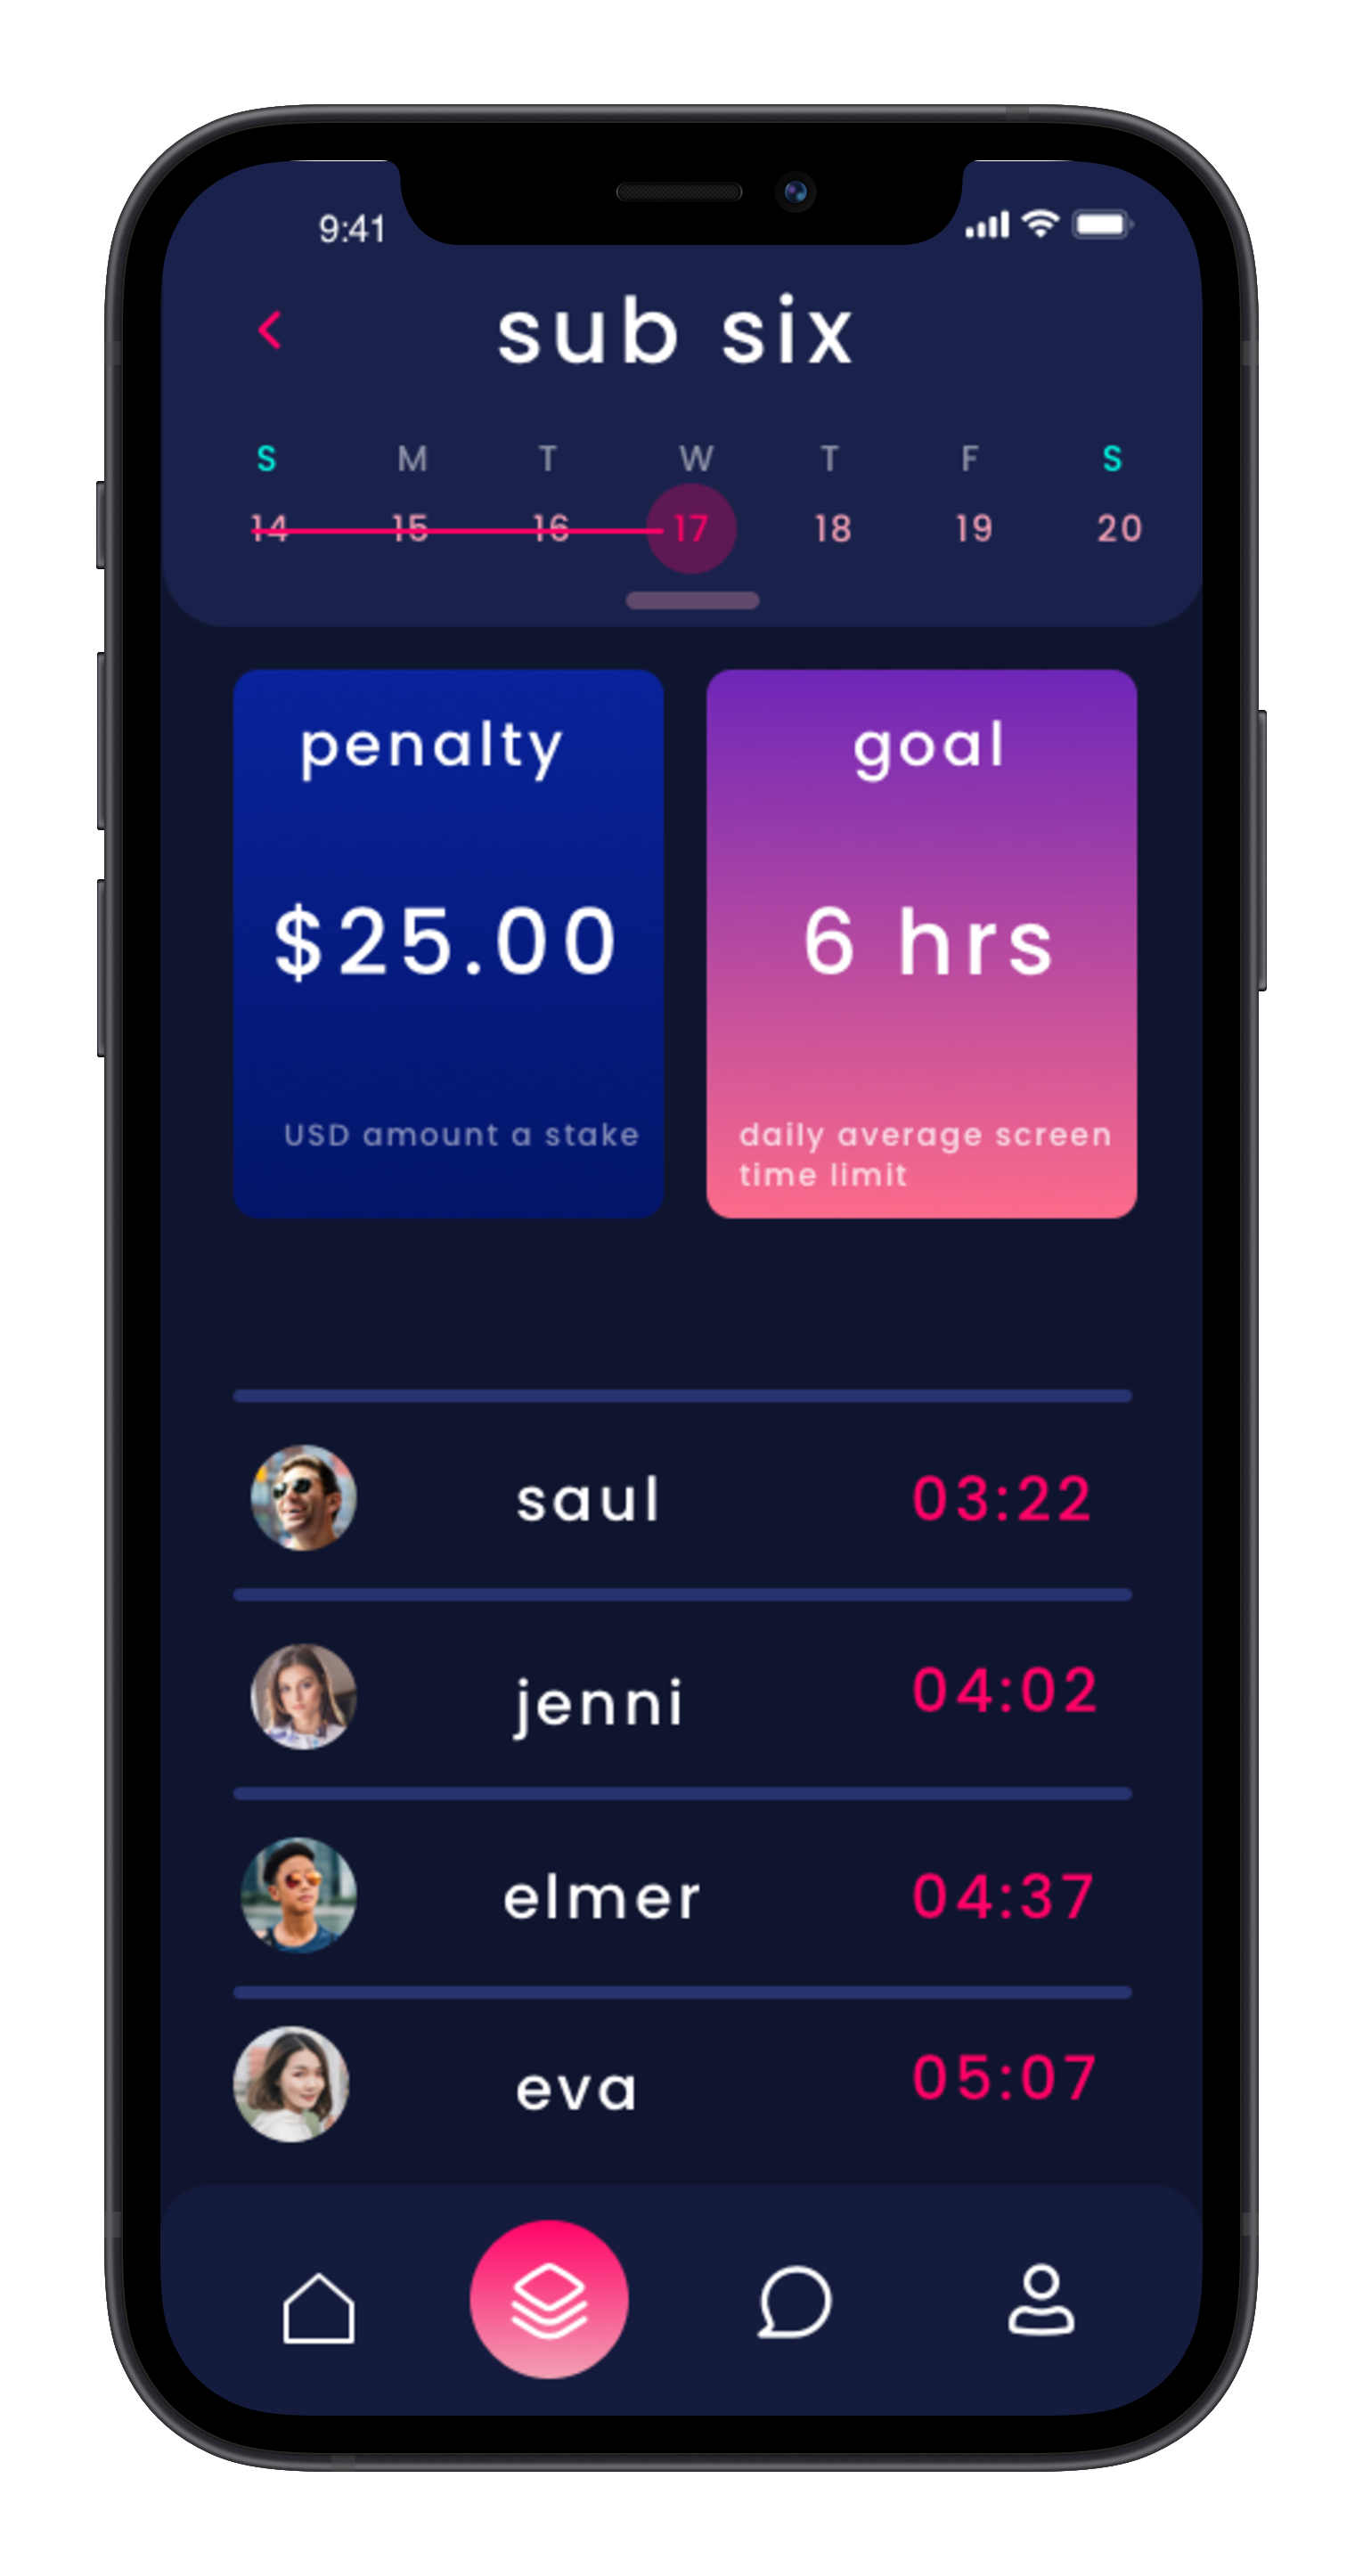 9:41
sub six
S M T W T F S
14 15 16 17 18 19 20
penalty
$25.00
USD amount a stake
goal
6 hrs
daily average screen
time limit
saul 03:22
jenni 04:02
elmer 04:37
eva 05:07